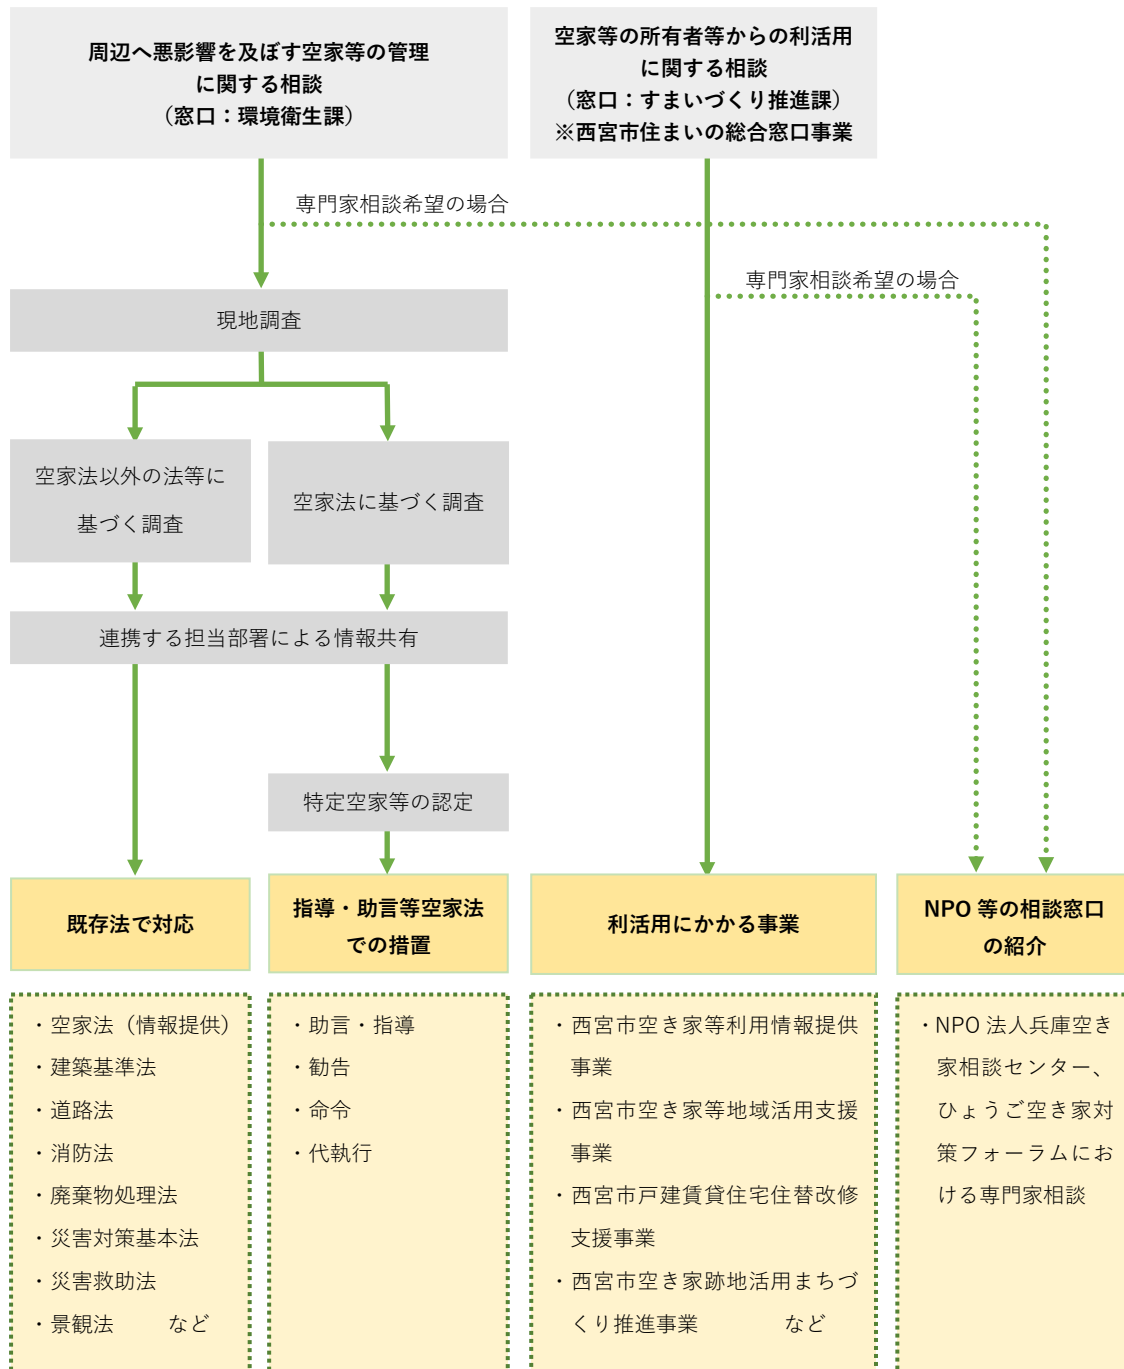 周辺へ悪影響を及ぼす空家等の管理
に関する相談
（窓口：環境衛生課）
空家等の所有者等からの利活用
に関する相談
（窓口：すまいづくり推進課）
※西宮市住まいの総合窓口事業
専門家相談希望の場合
専門家相談希望の場合
現地調査
空家法以外の法等に
基づく調査
空家法に基づく調査
連携する担当部署による情報共有
特定空家等の認定
既存法で対応
指導・助言等空家法
での措置
利活用にかかる事業
NPO 等の相談窓口
の紹介
・空家法（情報提供）
・建築基準法
・道路法
・消防法
・廃棄物処理法
・災害対策基本法
・災害救助法
・景観法　　など
・助言・指導
・勧告
・命令
・代執行
・西宮市空き家等利用情報提供
事業
・西宮市空き家等地域活用支援
事業
・西宮市戸建賃貸住宅住替改修
支援事業
・西宮市空き家跡地活用まちづ
くり推進事業　　　　など
・NPO 法人兵庫空き
家相談センター、
ひょうご空き家対
策フォーラムにお
ける専門家相談